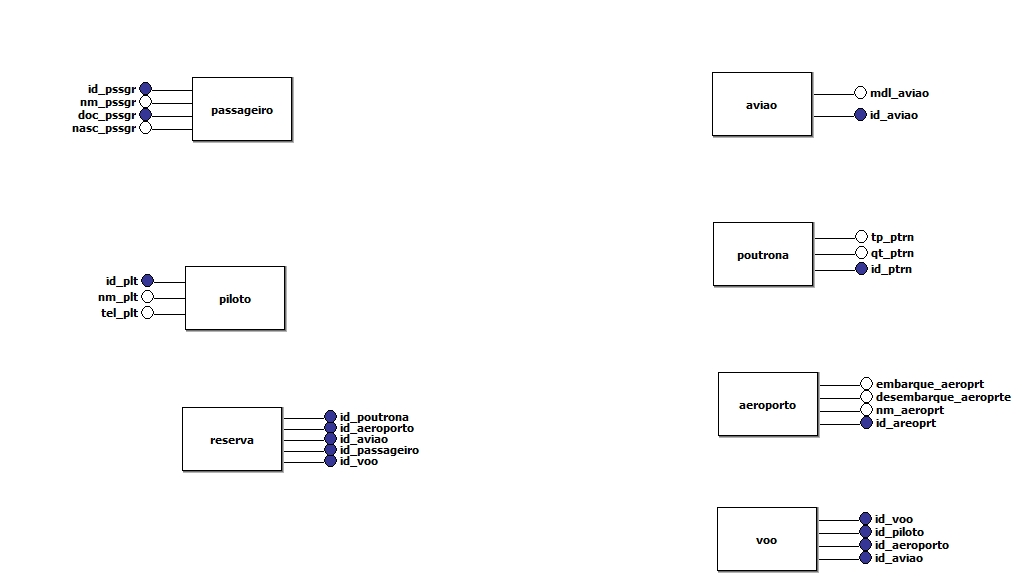 id_pssgr
nm_pssgr
doc_pssgr
nasc_pssgr
passageiro
aviao
mdl_aviao
id_aviao
id_plt
nm_plt
tel_plt
piloto
poutrona
tp_ptrn
qt_ptrn
id_ptrn
reserva
id_poutrona
id_aeroporto
id_aviao
id_passageiro
id_voo
aeroporto
embarque_aeroprt
desembarque_aeroprte
nm_aeroprt
id_areoprt
voo
id_voo
id_piloto
id_aeroporto
id_aviao